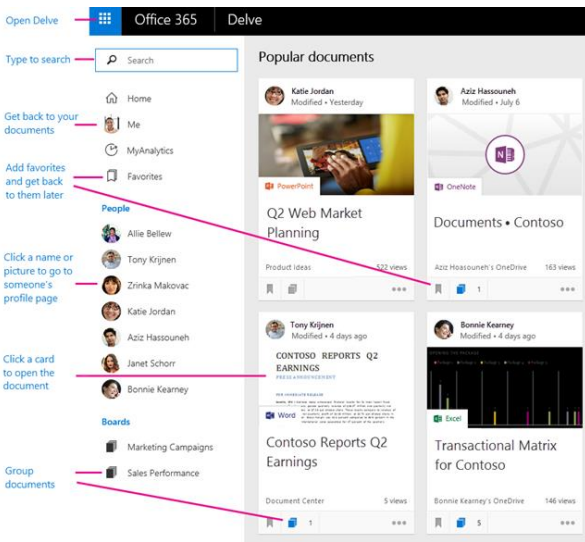 Open Delve
Office 365 Delve
Type to search
Search
Popular documents
Get back to your
documents
Home
Me
MyAnalytics
Add favorites
and get back
to them later
Favorites
People
Allie Bellew
Tony Krijnen
Click a name or
picture to go to
someone's
profile page
Zrinka Makovac
Katie Jordan
Aziz Hassouneh
Click a card
to open the
document
Janet Schorr
Bonnie Kearney
Boards
Marketing Campaigns
Group
documents
Sales Performance
Katie Jordan
Modified • Yesterday
PowerPoint
Q2 Web Market
Planning
Product Ideas 522 views
Aziz Hassouneh
Modified • July 6
N
OneNote
Documents • Contoso
Aziz Hoasouneh's OneDrive 163 views
1
Tony Krijnen
Modified • 4 days ago
CONTOSO REPORTS Q2
EARNINGS
PRESS ANNOUNCEMENT
FOR IMMEDIATE RELEASE
Word
Contoso Reports Q2
Earnings
Document Center 5 views
1
Bonnie Kearney
Modified • 4 days ago
Excel
Transactional Matrix
for Contoso
Bonnie Kearney's OneDrive 146 views
5